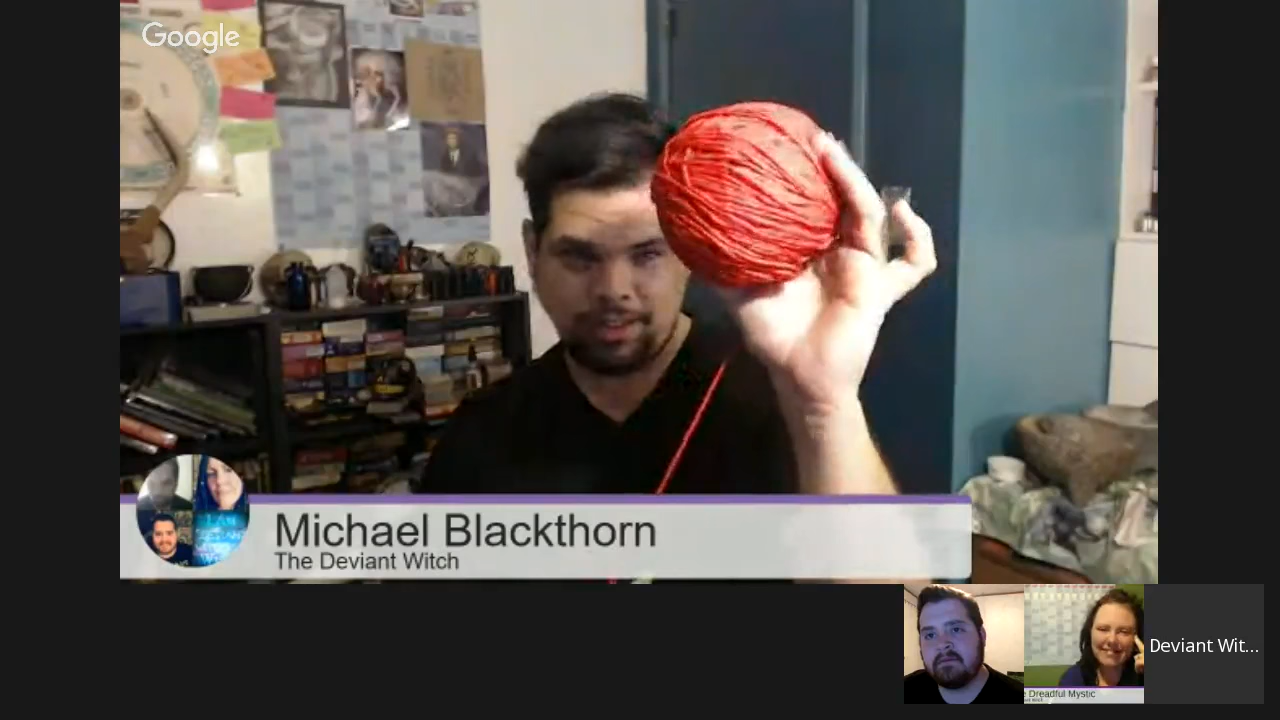 Google
Michael Blackthorn
The Deviant Witch
Deviant Wit...
Dreadful Mystic